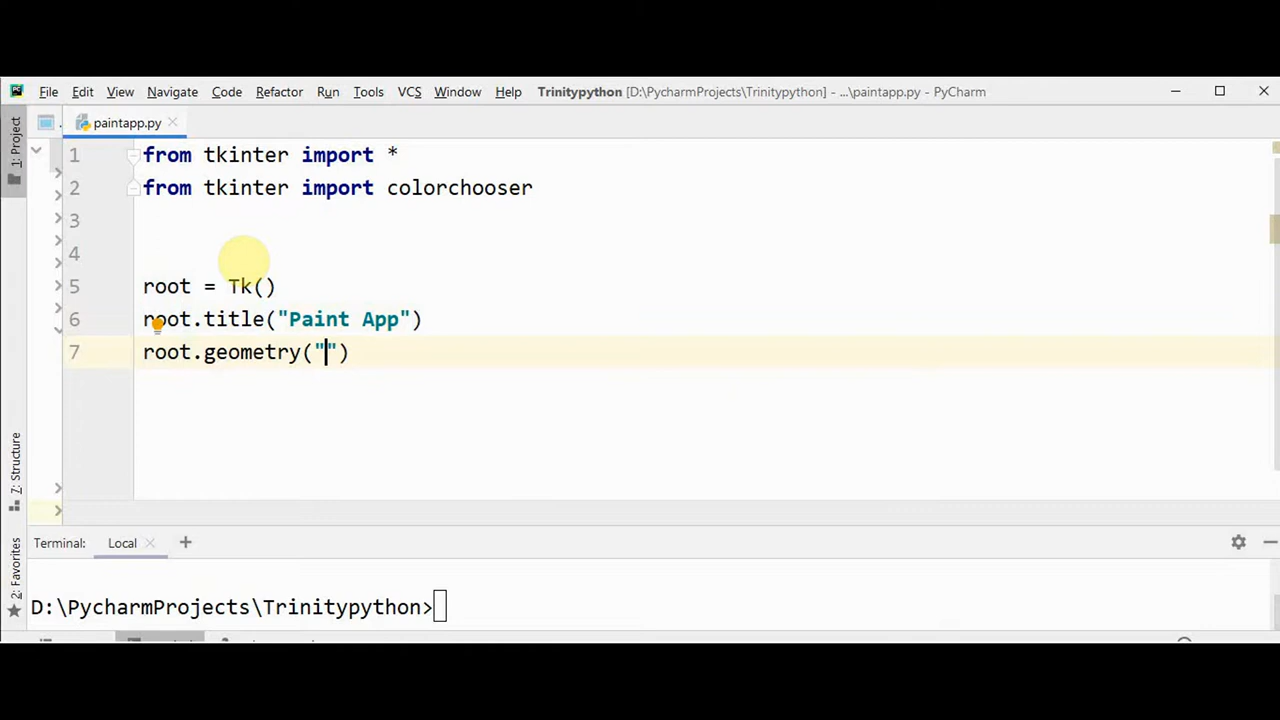 File Edit View Navigate Code Refactor Run Tools VCS Window Help Trinitypython [D:\PycharmProjects\Trinitypython] - ...\paintapp.py - PyCharm
1: Project
paintapp.py
1 from tkinter import *
2 from tkinter import colorchooser
3
4
5 root = Tk()
6 root.title("Paint App")
7 root.geometry("")
7: Structure
2: Favorites
Terminal: Local
D:\PycharmProjects\Trinitypython>